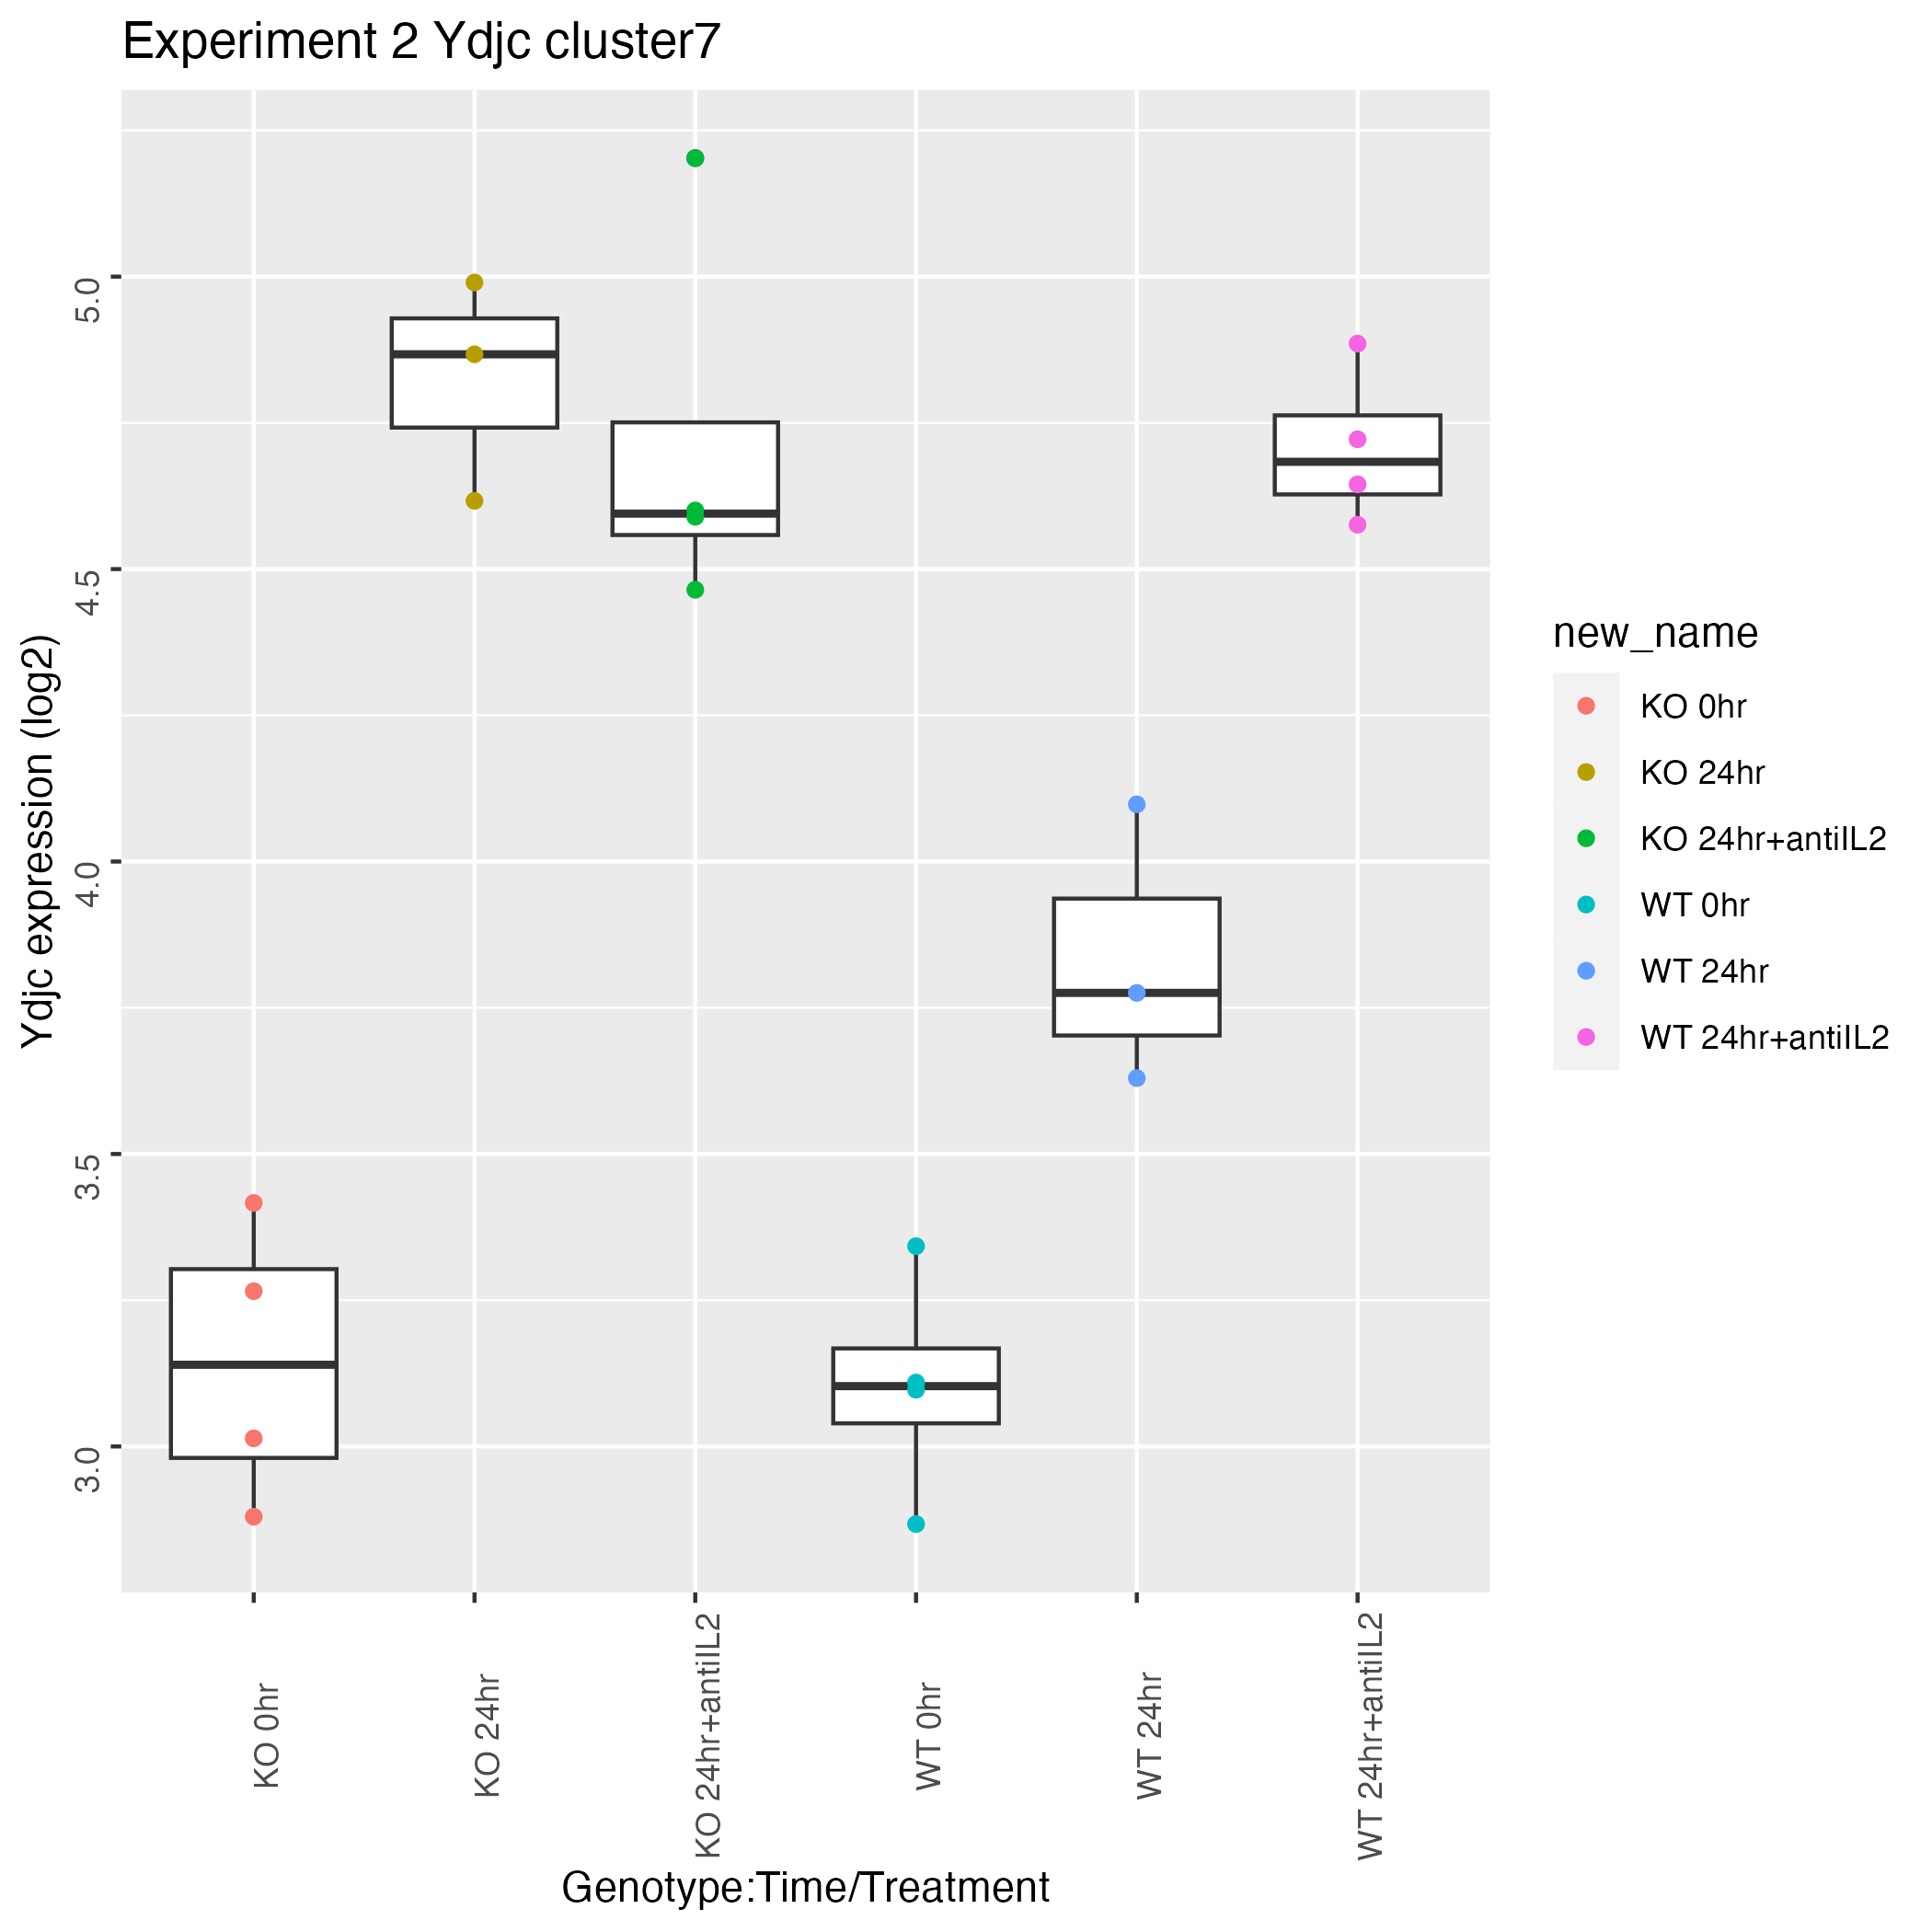 Experiment 2 Ydjc cluster7
Ydjc expression (log2)
5.0
4.5
4.0
3.5
3.0
KO 0hr
KO 24hr
KO 24hr+antiIL2
WT 0hr
WT 24hr
WT 24hr+antiIL2
Genotype:Time/Treatment
new_name
KO 0hr
KO 24hr
KO 24hr+antiIL2
WT 0hr
WT 24hr
WT 24hr+antiIL2